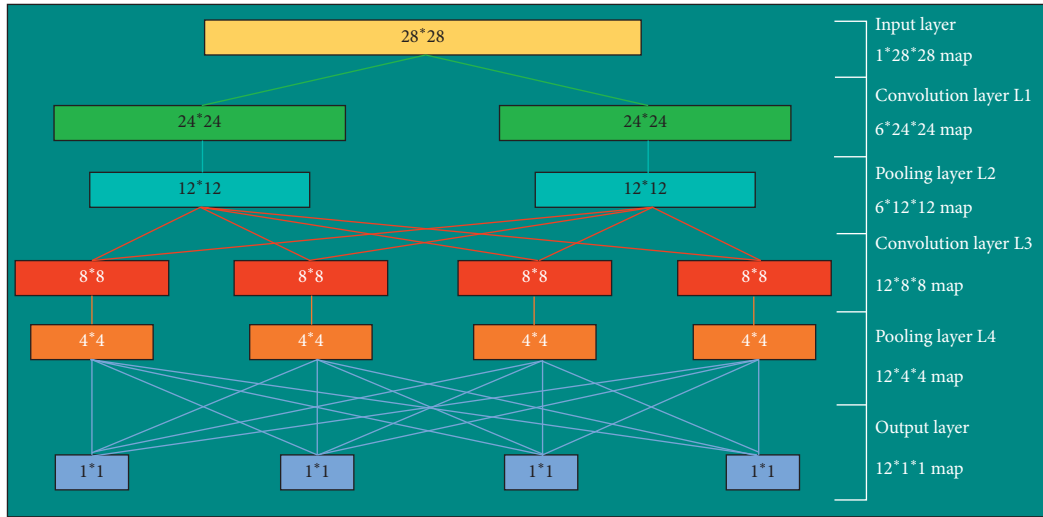 28*28
Input layer
1*28*28 map
24*24
24*24
Convolution layer L1
6*24*24 map
12*12
12*12
Pooling layer L2
6*12*12 map
8*8
8*8
8*8
8*8
Convolution layer L3
12*8*8 map
4*4
4*4
4*4
4*4
Pooling layer L4
12*4*4 map
1*1
1*1
1*1
1*1
Output layer
12*1*1 map